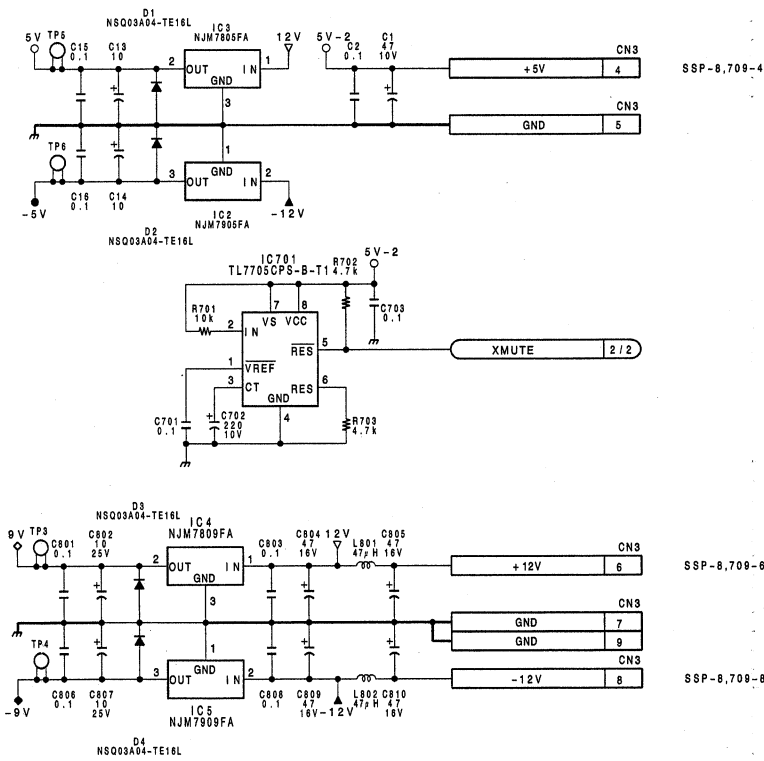 D1
NSQ03A04-TE16L
5V TP5 C15 0.1 C13 10
IC3
NJM7805FA
12V
2 OUT IN 1
GND
3
5V-2 C2 0.1 C1 47 10V
CN3
+5V 4
SSP-8,709-4
CN3
GND 5
TP6
1
GND
3 OUT IN 2
-5V C16 0.1 C14 10
IC2
NJM7905FA
-12V
D2
NSQ03A04-TE16L
IC701
TL7705CPS-B-T1
R702
4.7k
5V-2
C703
0.1
R701
10k
7 8
VS VCC
2 IN
RES 5
XMUTE 2/2
1 VREF
3 CT
RES 6
GND
4
C701
0.1
C702
220
10V
R703
4.7k
D3
NSQ03A04-TE16L
9V TP3 C801 0.1 C802 10 25V
IC4
NJM7809FA
2 OUT IN 1
GND
3
C803 0.1 C804 47 16V 12V L801 47μH C805 47 16V
CN3
+12V 6
SSP-8,709-6
CN3
GND 7
GND 9
CN3
-12V 8
SSP-8,709-8
TP4
1
GND
3 OUT IN 2
-9V C806 0.1 C807 10 25V
IC5
NJM7909FA
C808 0.1 C809 47 16V -12V L802 47μH C810 47 16V
D4
NSQ03A04-TE16L